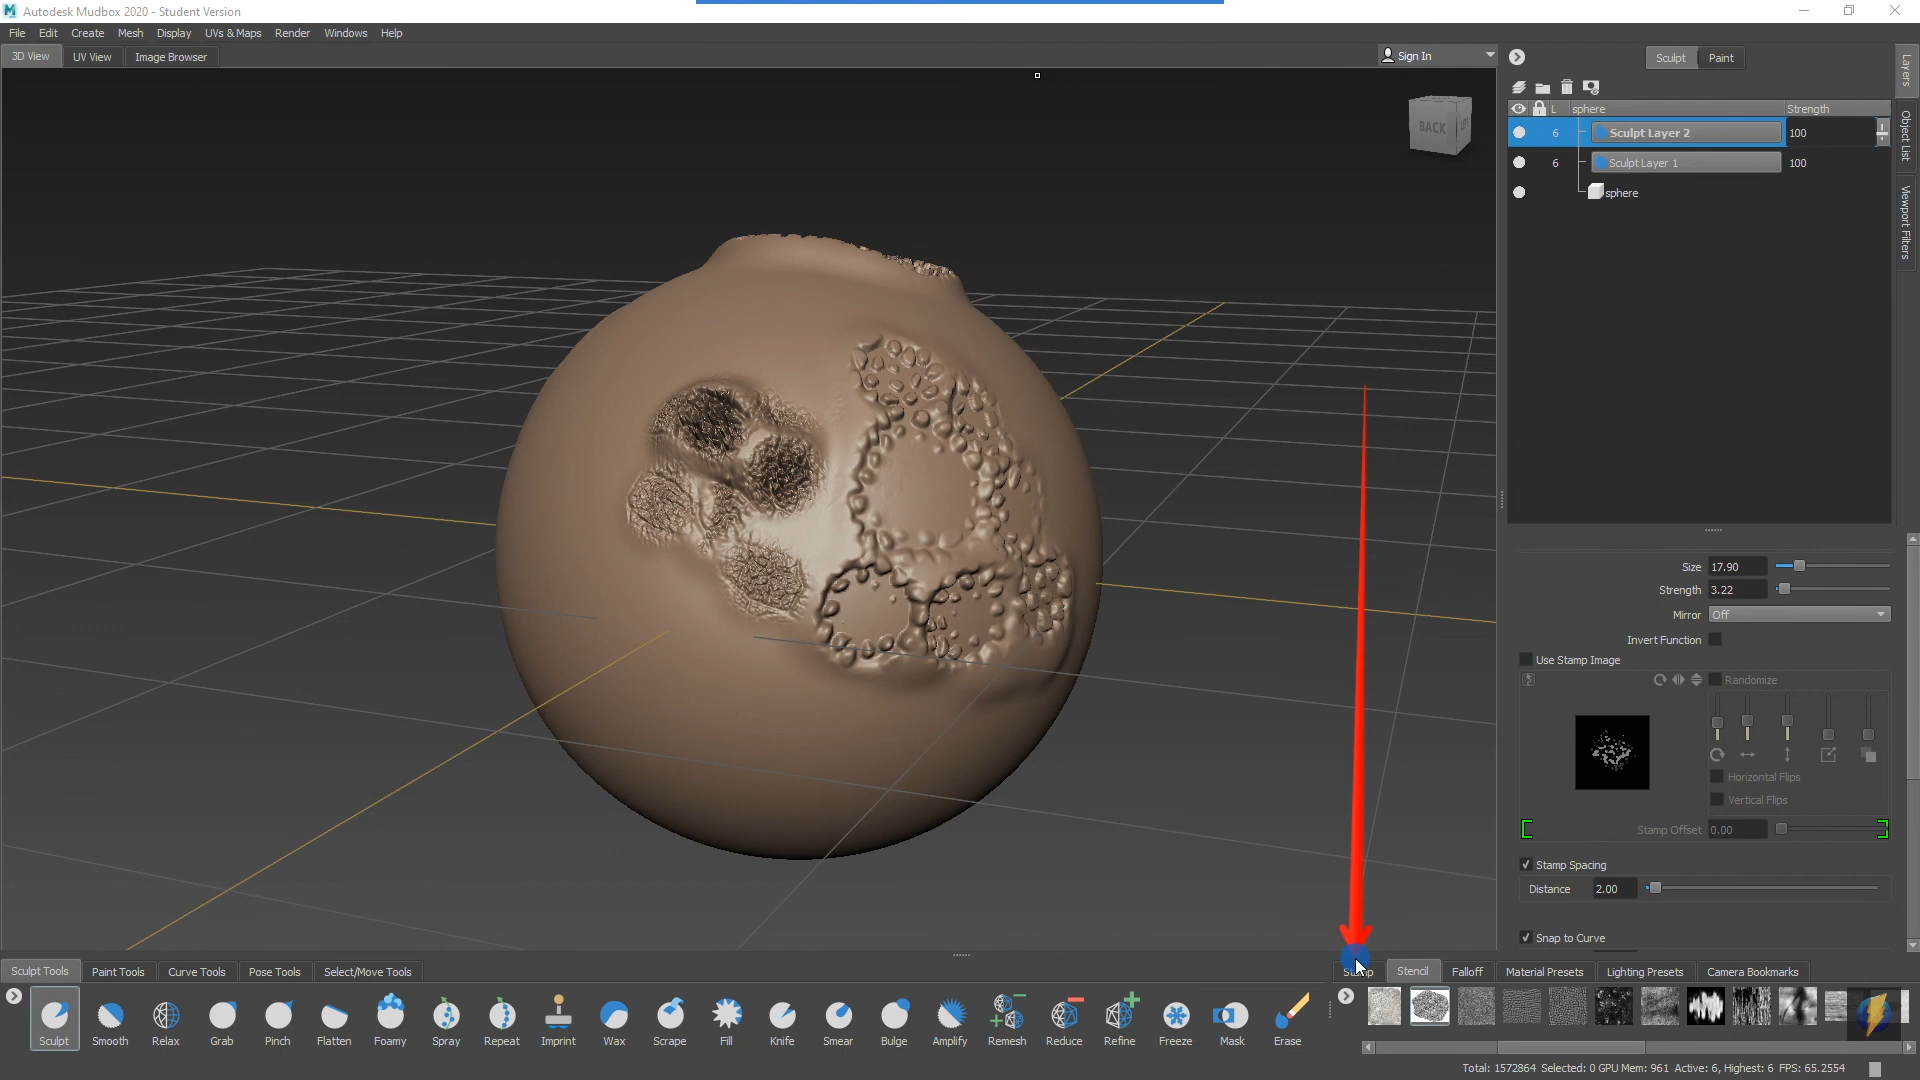 Autodesk Mudbox 2020 - Student Version
File Edit Create Mesh Display UVs & Maps Render Windows Help
3D View UV View Image Browser
Sign In
Sculpt Paint
Layers
Object List
Viewport Filters
L sphere Strength
6 Sculpt Layer 2 100
6 Sculpt Layer 1 100
sphere
BACK
Size 17.90
Strength 3.22
Mirror Off
Invert Function
Use Stamp Image
Randomize
Horizontal Flips
Vertical Flips
Stamp Offset 0.00
Stamp Spacing
Distance 2.00
Snap to Curve
Sculpt Tools Paint Tools Curve Tools Pose Tools Select/Move Tools
Stamp Stencil Falloff Material Presets Lighting Presets Camera Bookmarks
Sculpt Smooth Relax Grab Pinch Flatten Foamy Spray Repeat Imprint Wax Scrape Fill Knife Smear Bulge Amplify Remesh Reduce Refine Freeze Mask Erase
Total: 1572864 Selected: 0 GPU Mem: 961 Active: 6, Highest: 6 FPS: 65.2554